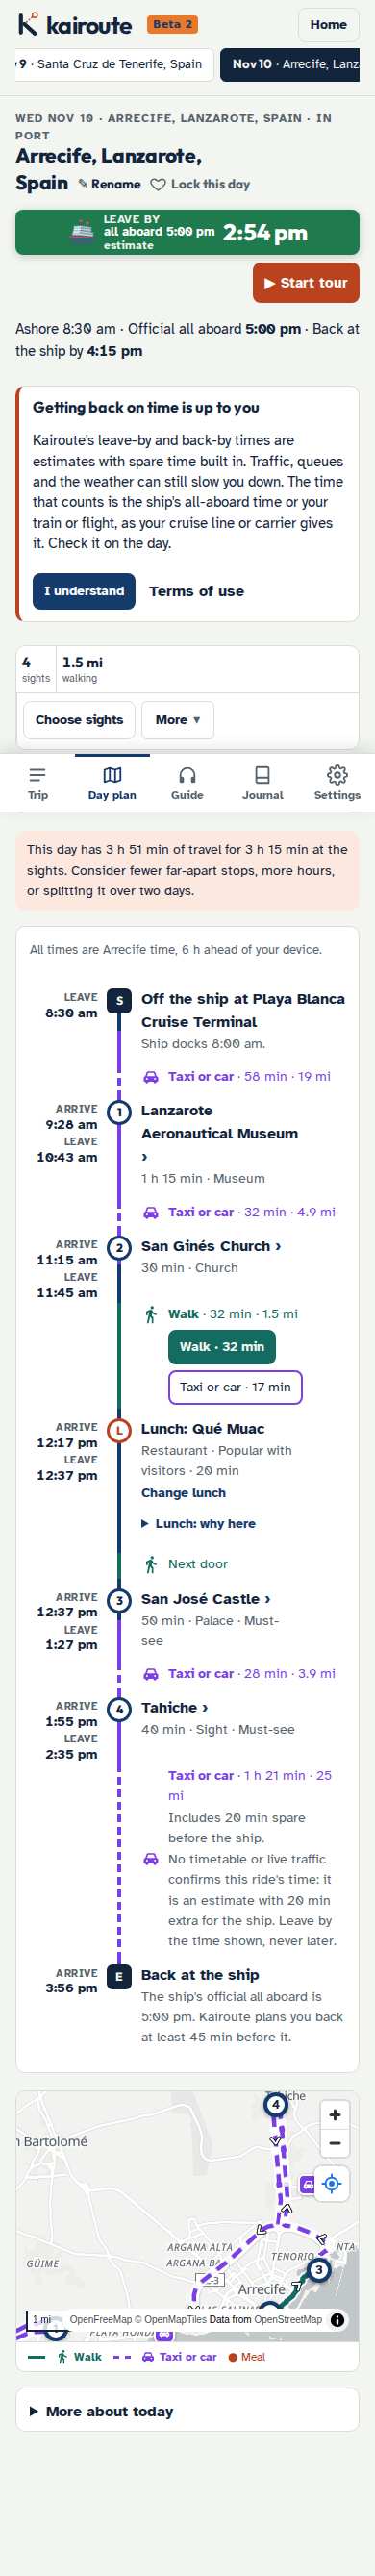 kairoute Beta 2 Home
9 · Santa Cruz de Tenerife, Spain Nov 10 · Arrecife, Lanz
WED NOV 10 · ARRECIFE, LANZAROTE, SPAIN · IN
PORT
Arrecife, Lanzarote,
Spain ✎ Rename Lock this day
LEAVE BY
all aboard 5:00 pm
estimate
2:54 pm
▶ Start tour
Ashore 8:30 am · Official all aboard 5:00 pm · Back at
the ship by 4:15 pm
Getting back on time is up to you
Kairoute's leave-by and back-by times are
estimates with spare time built in. Traffic, queues
and the weather can still slow you down. The time
that counts is the ship's all-aboard time or your
train or flight, as your cruise line or carrier gives
it. Check it on the day.
I understand Terms of use
4
sights
1.5 mi
walking
Choose sights More ▾
Trip Day plan Guide Journal Settings
This day has 3 h 51 min of travel for 3 h 15 min at the
sights. Consider fewer far-apart stops, more hours,
or splitting it over two days.
All times are Arrecife time, 6 h ahead of your device.
LEAVE
8:30 am
S
Off the ship at Playa Blanca
Cruise Terminal
Ship docks 8:00 am.
Taxi or car · 58 min · 19 mi
ARRIVE
9:28 am
LEAVE
10:43 am
1
Lanzarote
Aeronautical Museum
›
1 h 15 min · Museum
Taxi or car · 32 min · 4.9 mi
ARRIVE
11:15 am
LEAVE
11:45 am
2
San Ginés Church ›
30 min · Church
Walk · 32 min · 1.5 mi
Walk · 32 min
Taxi or car · 17 min
ARRIVE
12:17 pm
LEAVE
12:37 pm
L
Lunch: Qué Muac
Restaurant · Popular with
visitors · 20 min
Change lunch
▶ Lunch: why here
Next door
ARRIVE
12:37 pm
LEAVE
1:27 pm
3
San José Castle ›
50 min · Palace · Must-
see
Taxi or car · 28 min · 3.9 mi
ARRIVE
1:55 pm
LEAVE
2:35 pm
4
Tahiche ›
40 min · Sight · Must-see
Taxi or car · 1 h 21 min · 25
mi
Includes 20 min spare
before the ship.
No timetable or live traffic
confirms this ride's time: it
is an estimate with 20 min
extra for the ship. Leave by
the time shown, never later.
ARRIVE
3:56 pm
E
Back at the ship
The ship's official all aboard is
5:00 pm. Kairoute plans you back
at least 45 min before it.
4
iche
n Bartolomé
+
−
ARGANA ALTA
TENORIO
NTA
GÜIME
ARGANA BA
3
Arrecife
1 mi
OpenFreeMap © OpenMapTiles Data from OpenStreetMap
PLAYA HOND
Walk Taxi or car Meal
▶ More about today